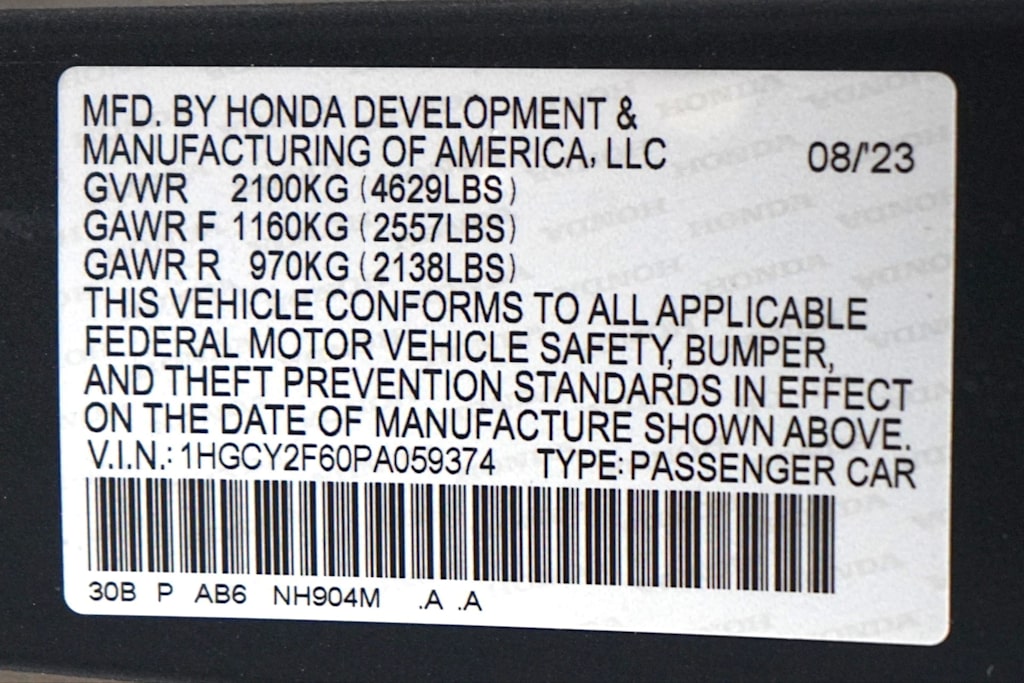 MFD. BY HONDA DEVELOPMENT &
MANUFACTURING OF AMERICA, LLC 08/'23
GVWR 2100KG (4629LBS)
GAWR F 1160KG (2557LBS)
GAWR R 970KG (2138LBS)
THIS VEHICLE CONFORMS TO ALL APPLICABLE
FEDERAL MOTOR VEHICLE SAFETY, BUMPER,
AND THEFT PREVENTION STANDARDS IN EFFECT
ON THE DATE OF MANUFACTURE SHOWN ABOVE.
V.I.N.: 1HGCY2F60PA059374 TYPE: PASSENGER CAR
30B P AB6 NH904M .A .A